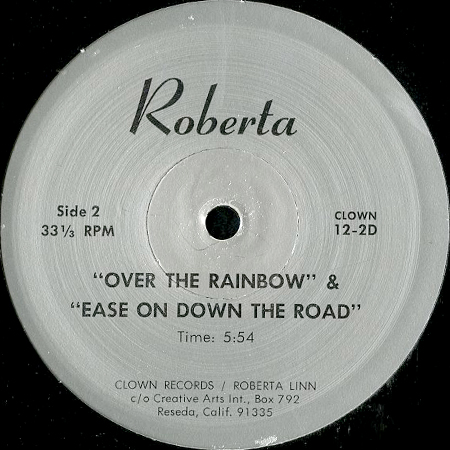 Roberta
Side 2
33⅓ RPM
CLOWN
12-2D
"OVER THE RAINBOW" &
"EASE ON DOWN THE ROAD"
Time: 5:54
CLOWN RECORDS / ROBERTA LINN
c/o Creative Arts Int., Box 792
Reseda, Calif. 91335